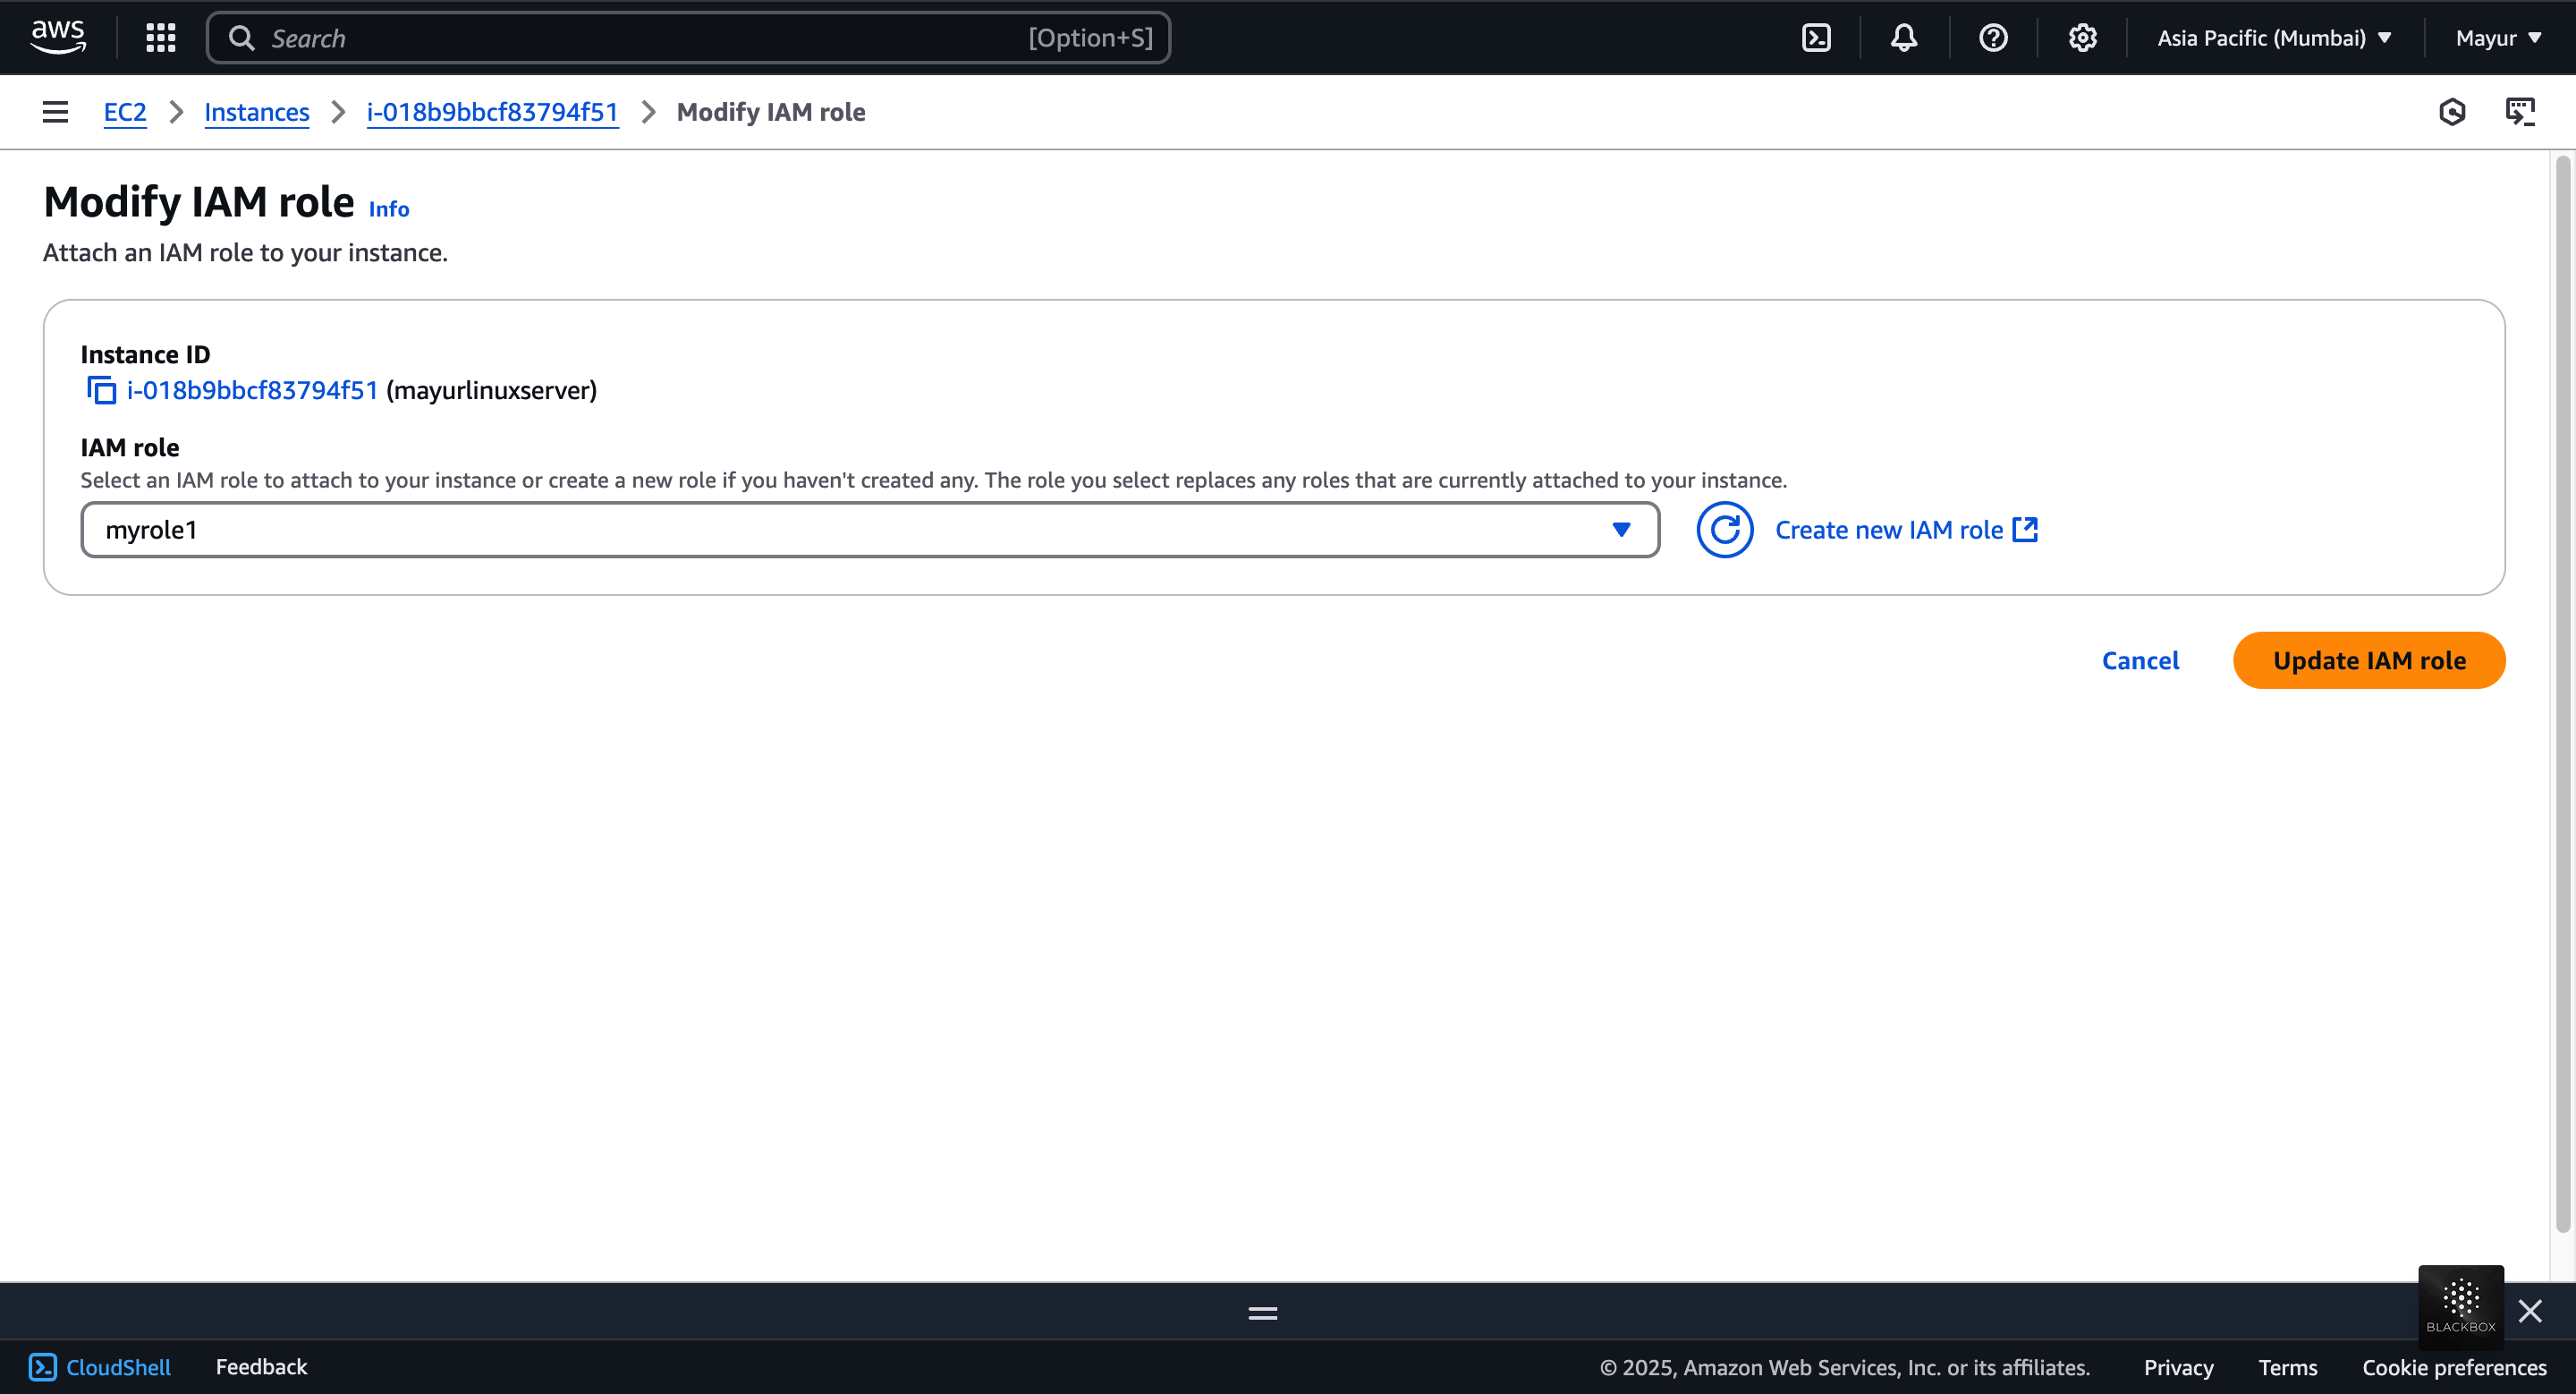 aws Search [Option+S] Asia Pacific (Mumbai) Mayur
EC2 Instances i-018b9bbcf83794f51 Modify IAM role
Modify IAM role Info
Attach an IAM role to your instance.
Instance ID
i-018b9bbcf83794f51 (mayurlinuxserver)
IAM role
Select an IAM role to attach to your instance or create a new role if you haven't created any. The role you select replaces any roles that are currently attached to your instance.
myrole1 Create new IAM role
Cancel Update IAM role
BLACKBOX
CloudShell Feedback © 2025, Amazon Web Services, Inc. or its affiliates. Privacy Terms Cookie preferences